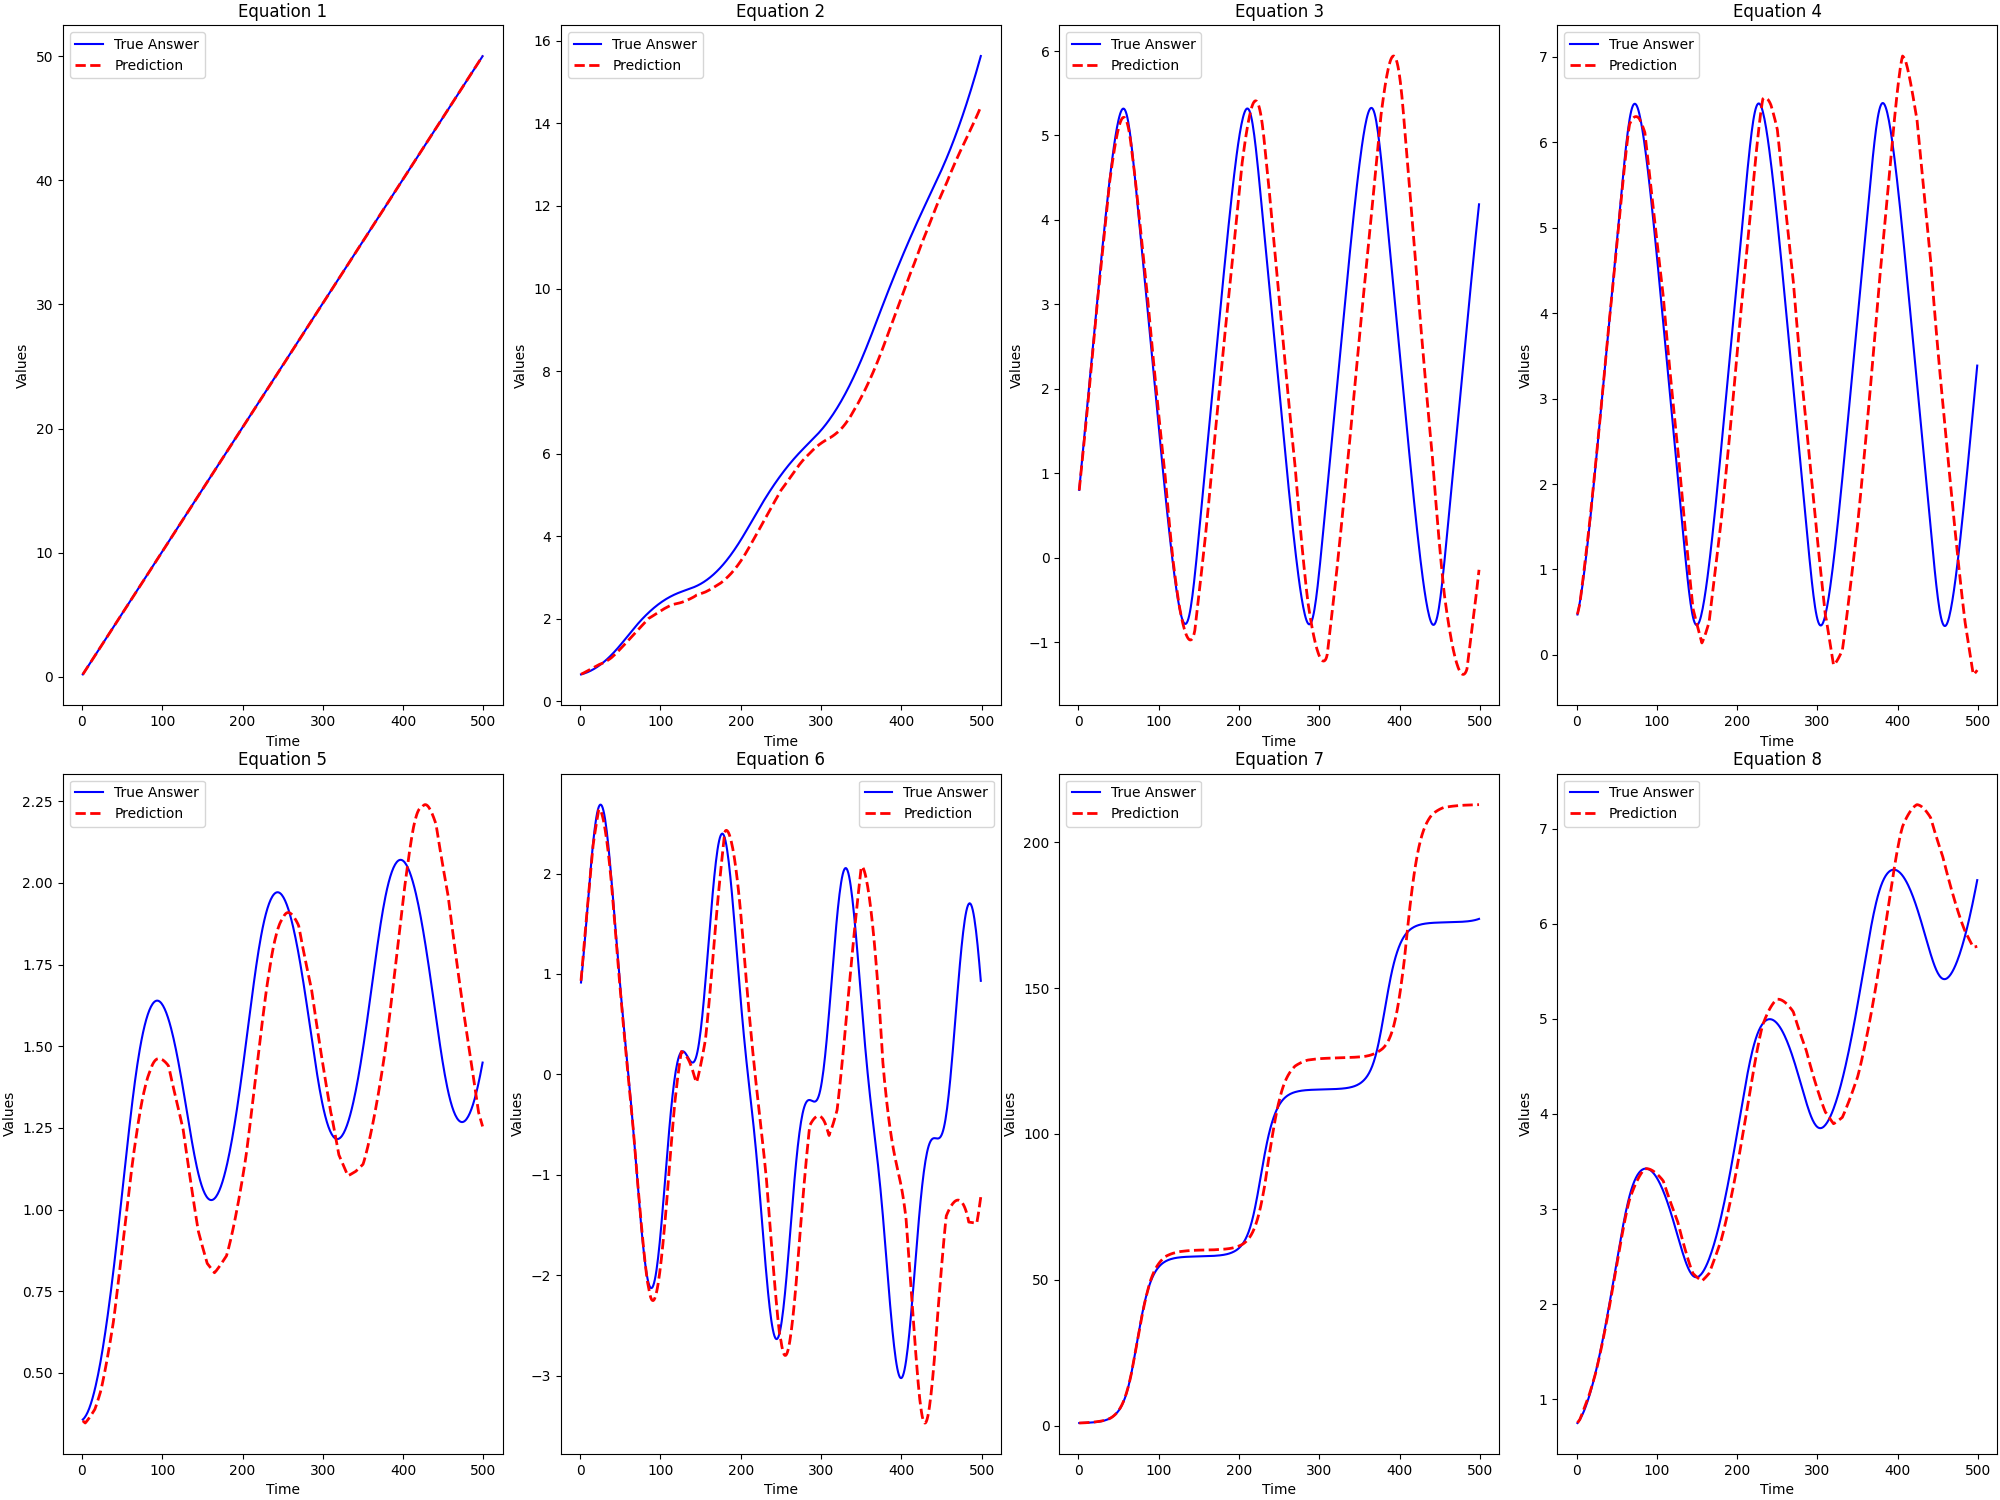 Equation 1
True Answer
Prediction
50
40
30
20
10
0
Values
0 100 200 300 400 500
Time
Equation 2
True Answer
Prediction
16
14
12
10
8
6
4
2
0
Values
0 100 200 300 400 500
Time
Equation 3
True Answer
Prediction
6
5
4
3
2
1
0
−1
Values
0 100 200 300 400 500
Time
Equation 4
True Answer
Prediction
7
6
5
4
3
2
1
0
Values
0 100 200 300 400 500
Time
Equation 5
True Answer
Prediction
2.25
2.00
1.75
1.50
1.25
1.00
0.75
0.50
Values
0 100 200 300 400 500
Time
Equation 6
True Answer
Prediction
2
1
0
−1
−2
−3
Values
0 100 200 300 400 500
Time
Equation 7
True Answer
Prediction
200
150
100
50
0
Values
0 100 200 300 400 500
Time
Equation 8
True Answer
Prediction
7
6
5
4
3
2
1
Values
0 100 200 300 400 500
Time